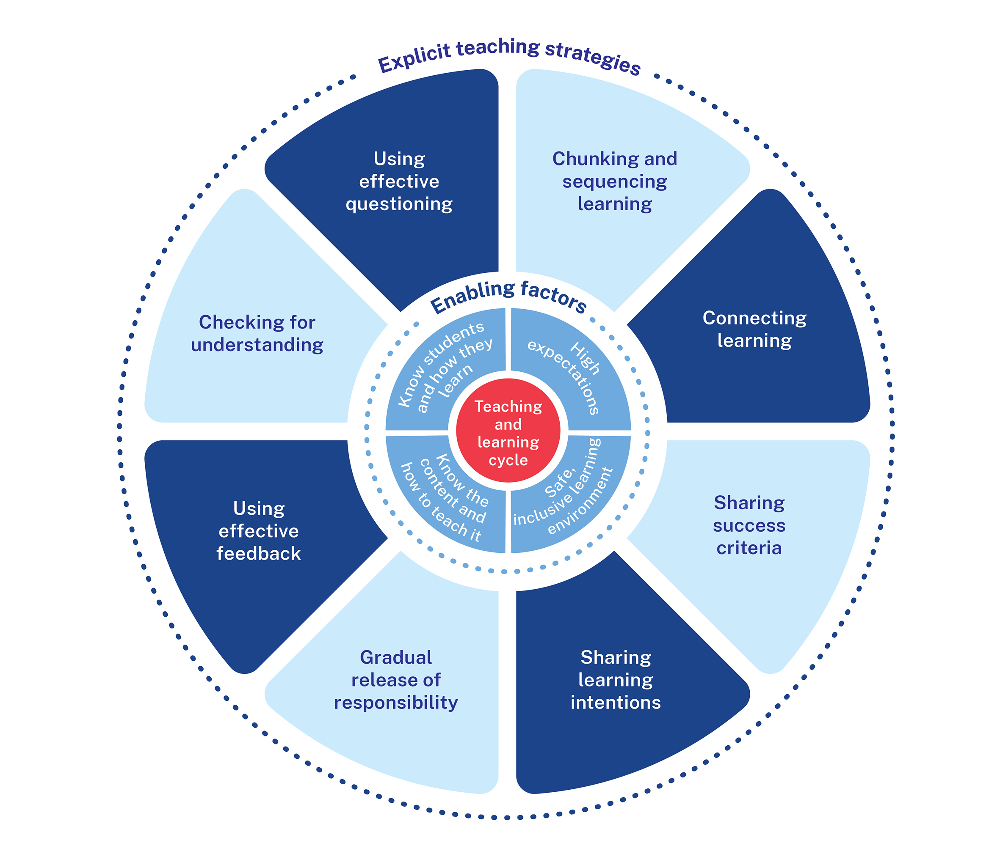 Explicit teaching strategies
Using
effective
questioning
Chunking and
sequencing
learning
Connecting
learning
Sharing
success
criteria
Sharing
learning
intentions
Gradual
release of
responsibility
Using
effective
feedback
Checking for
understanding
Enabling factors
Know students
and how they
learn
High
expectations
Safe,
inclusive learning
environment
Know the
content and
how to teach it
Teaching
and
learning
cycle